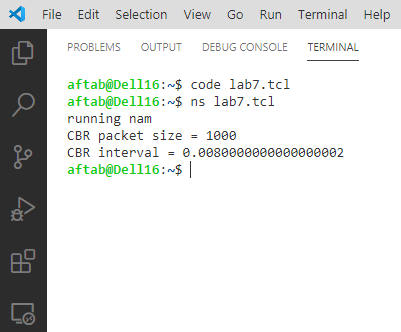 File Edit Selection View Go Run Terminal Help
PROBLEMS OUTPUT DEBUG CONSOLE TERMINAL
aftab@Dell16:~$ code lab7.tcl
aftab@Dell16:~$ ns lab7.tcl
running nam
CBR packet size = 1000
CBR interval = 0.0080000000000000002
aftab@Dell16:~$